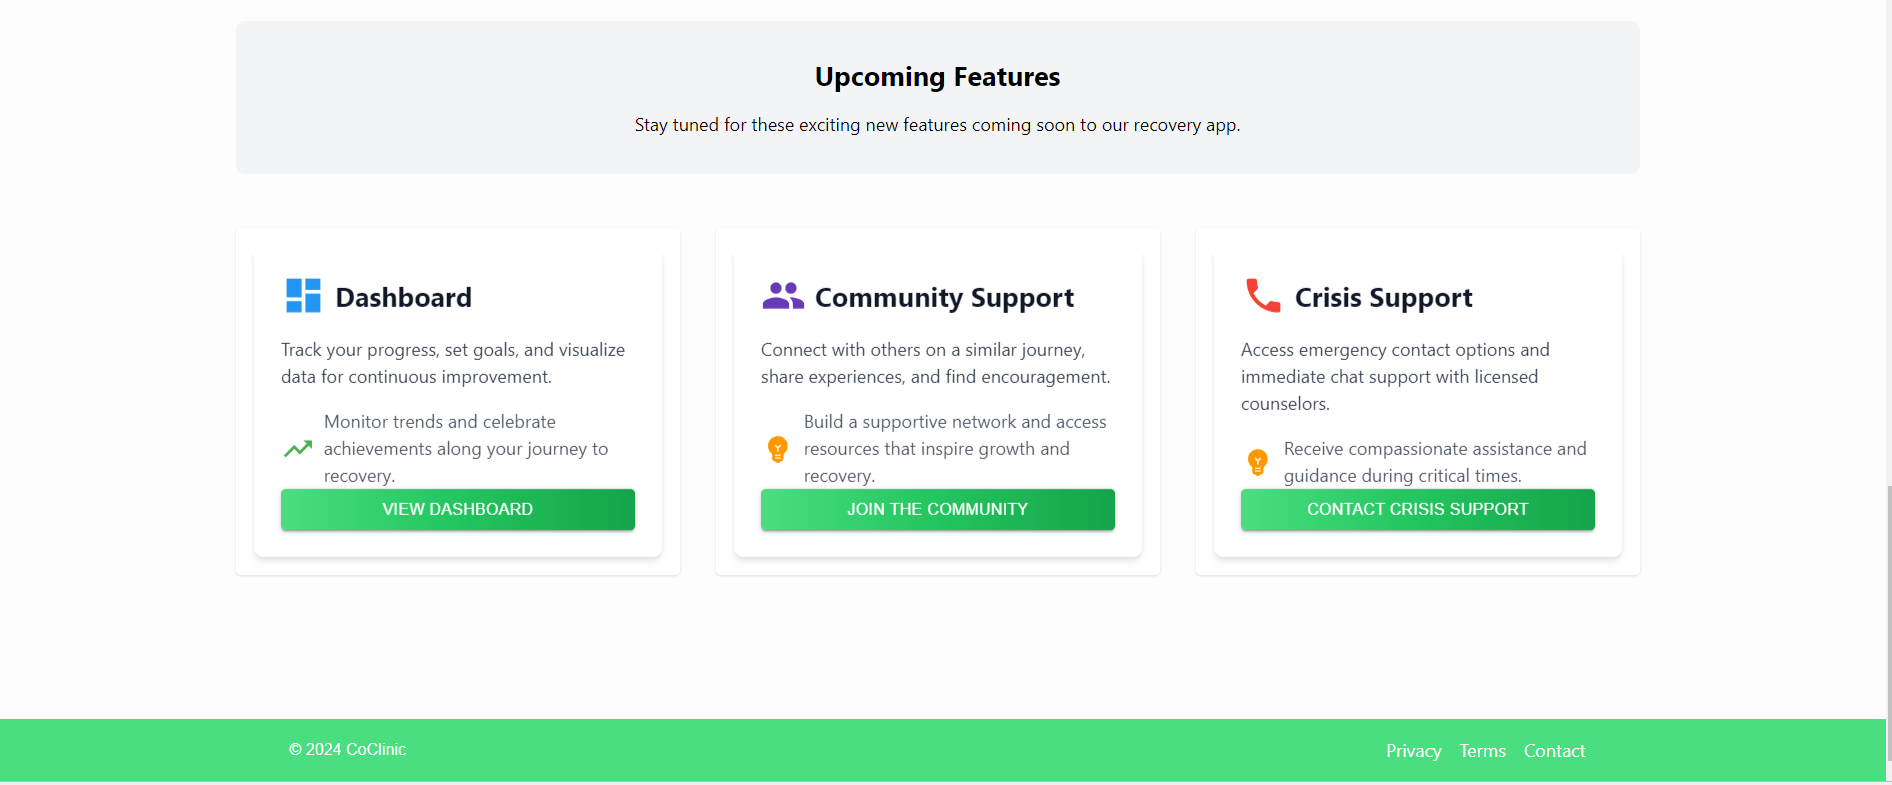 Upcoming Features
Stay tuned for these exciting new features coming soon to our recovery app.
Dashboard
Track your progress, set goals, and visualize
data for continuous improvement.
Monitor trends and celebrate
achievements along your journey to
recovery.
VIEW DASHBOARD
Community Support
Connect with others on a similar journey,
share experiences, and find encouragement.
Build a supportive network and access
resources that inspire growth and
recovery.
JOIN THE COMMUNITY
Crisis Support
Access emergency contact options and
immediate chat support with licensed
counselors.
Receive compassionate assistance and
guidance during critical times.
CONTACT CRISIS SUPPORT
© 2024 CoClinic
Privacy Terms Contact